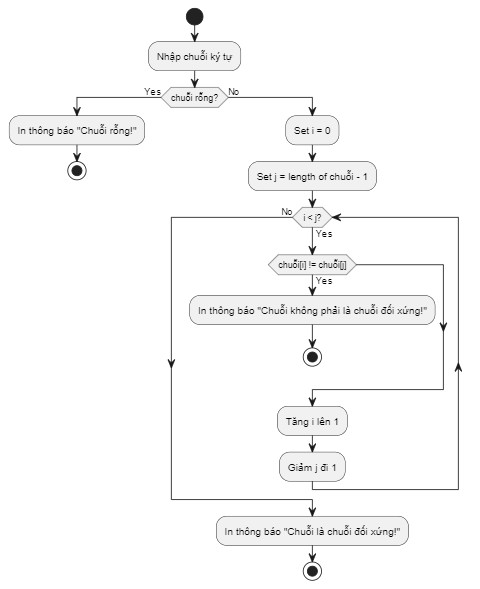 Nhập chuỗi ký tự
Yes
chuỗi rỗng?
No
In thông báo "Chuỗi rỗng!"
Set i = 0
Set j = length of chuỗi - 1
No
i < j?
Yes
chuỗi[i] != chuỗi[j]
Yes
In thông báo "Chuỗi không phải là chuỗi đối xứng!"
Tăng i lên 1
Giảm j đi 1
In thông báo "Chuỗi là chuỗi đối xứng!"